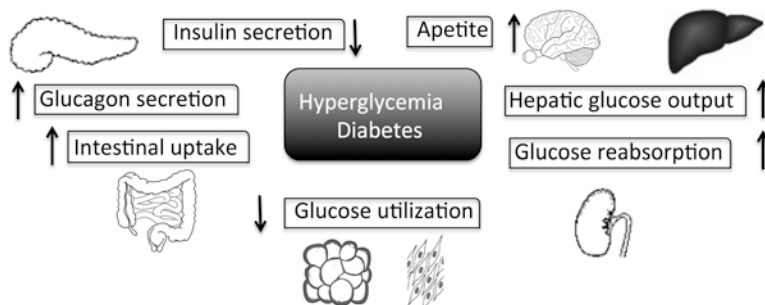 Insulin secretion
Apetite
Glucagon secretion
Hyperglycemia
Diabetes
Hepatic glucose output
Intestinal uptake
Glucose reabsorption
Glucose utilization